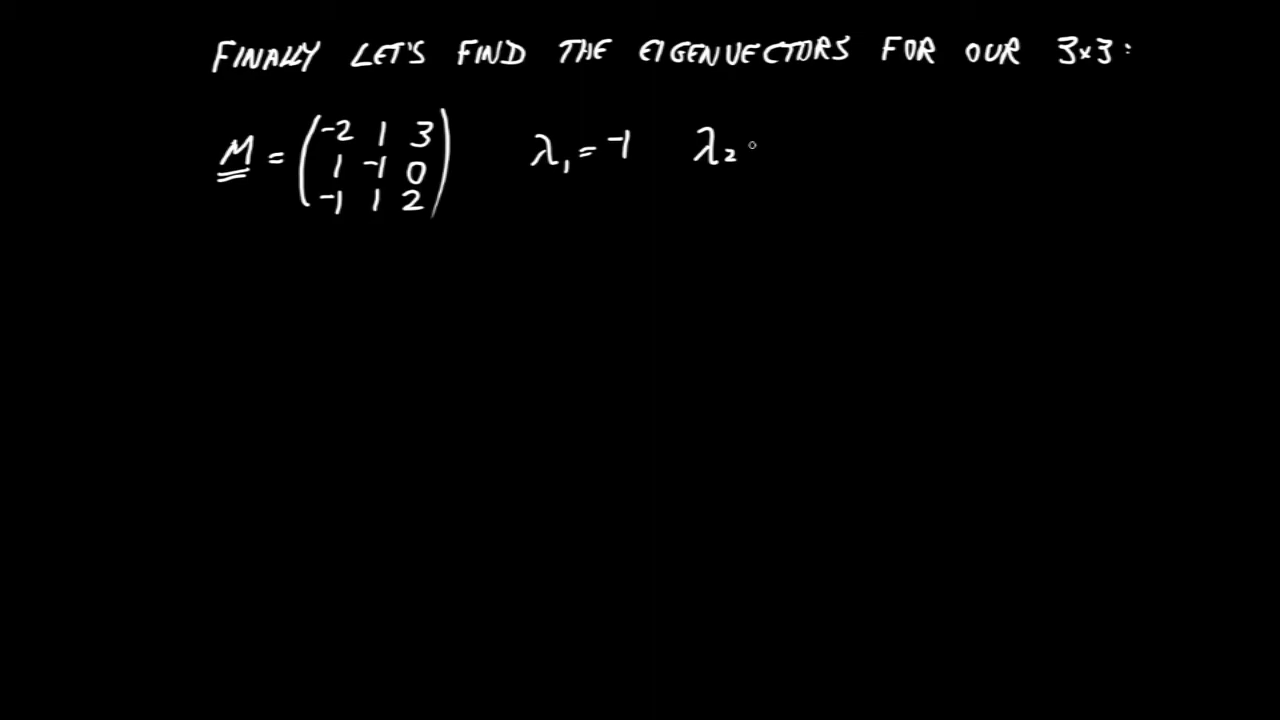 FINALLY LET'S FIND THE EIGENVECTORS FOR OUR 3×3:
M = (-2 1 3 λ₁ = -1 λ₂
1 -1 0
-1 1 2)